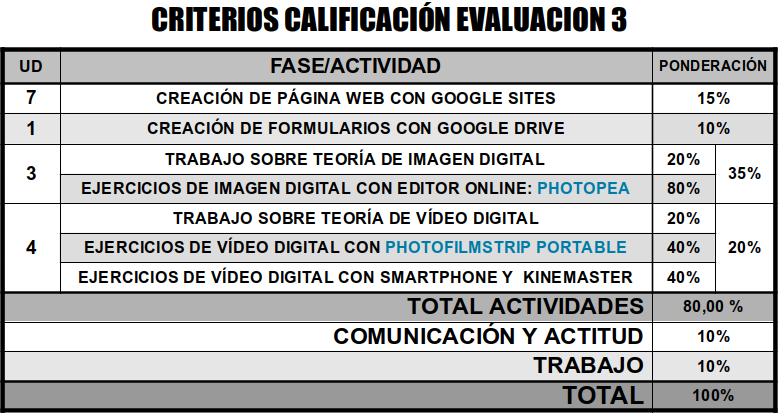 CRITERIOS CALIFICACIÓN EVALUACION 3
UD FASE/ACTIVIDAD PONDERACIÓN
7 CREACIÓN DE PÁGINA WEB CON GOOGLE SITES 15%
1 CREACIÓN DE FORMULARIOS CON GOOGLE DRIVE 10%
3 TRABAJO SOBRE TEORÍA DE IMAGEN DIGITAL 20% 35%
EJERCICIOS DE IMAGEN DIGITAL CON EDITOR ONLINE: PHOTOPEA 80%
4 TRABAJO SOBRE TEORÍA DE VÍDEO DIGITAL 20% 20%
EJERCICIOS DE VÍDEO DIGITAL CON PHOTOFILMSTRIP PORTABLE 40%
EJERCICIOS DE VÍDEO DIGITAL CON SMARTPHONE Y KINEMASTER 40%
TOTAL ACTIVIDADES 80,00 %
COMUNICACIÓN Y ACTITUD 10%
TRABAJO 10%
TOTAL 100%